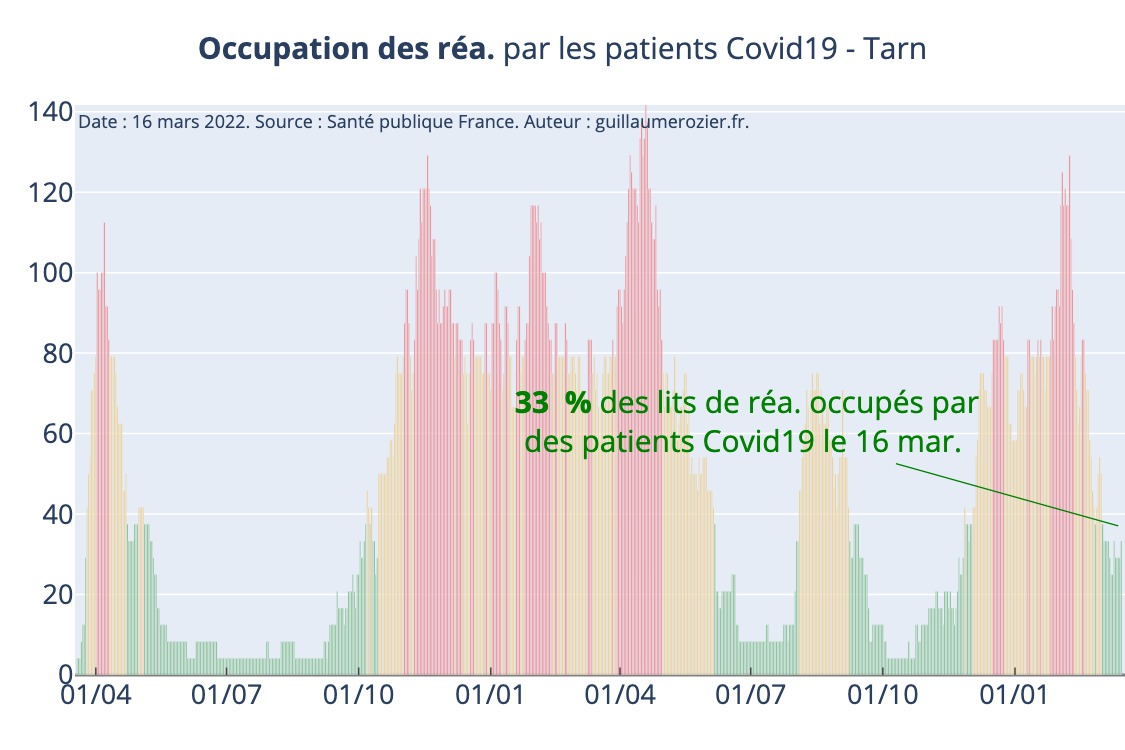 Occupation des réa. par les patients Covid19 - Tarn
140
Date : 16 mars 2022. Source : Santé publique France. Auteur : guillaumerozier.fr.
120
100
80
33 % des lits de réa. occupés par
des patients Covid19 le 16 mar.
60
40
20
0
01/04 01/07 01/10 01/01 01/04 01/07 01/10 01/01